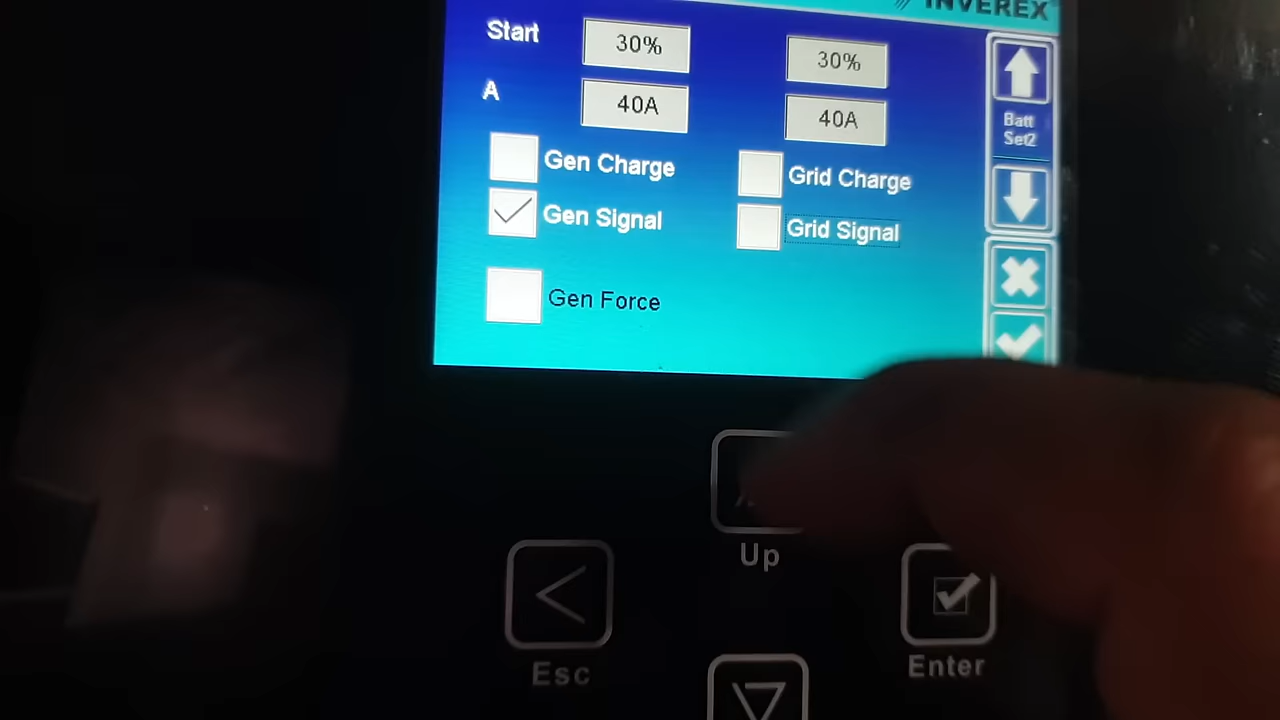 INVEREX
Start 30% 30%
A 40A 40A
Batt
Set2
Gen Charge Grid Charge
Gen Signal Grid Signal
Gen Force
Up
Esc
Enter